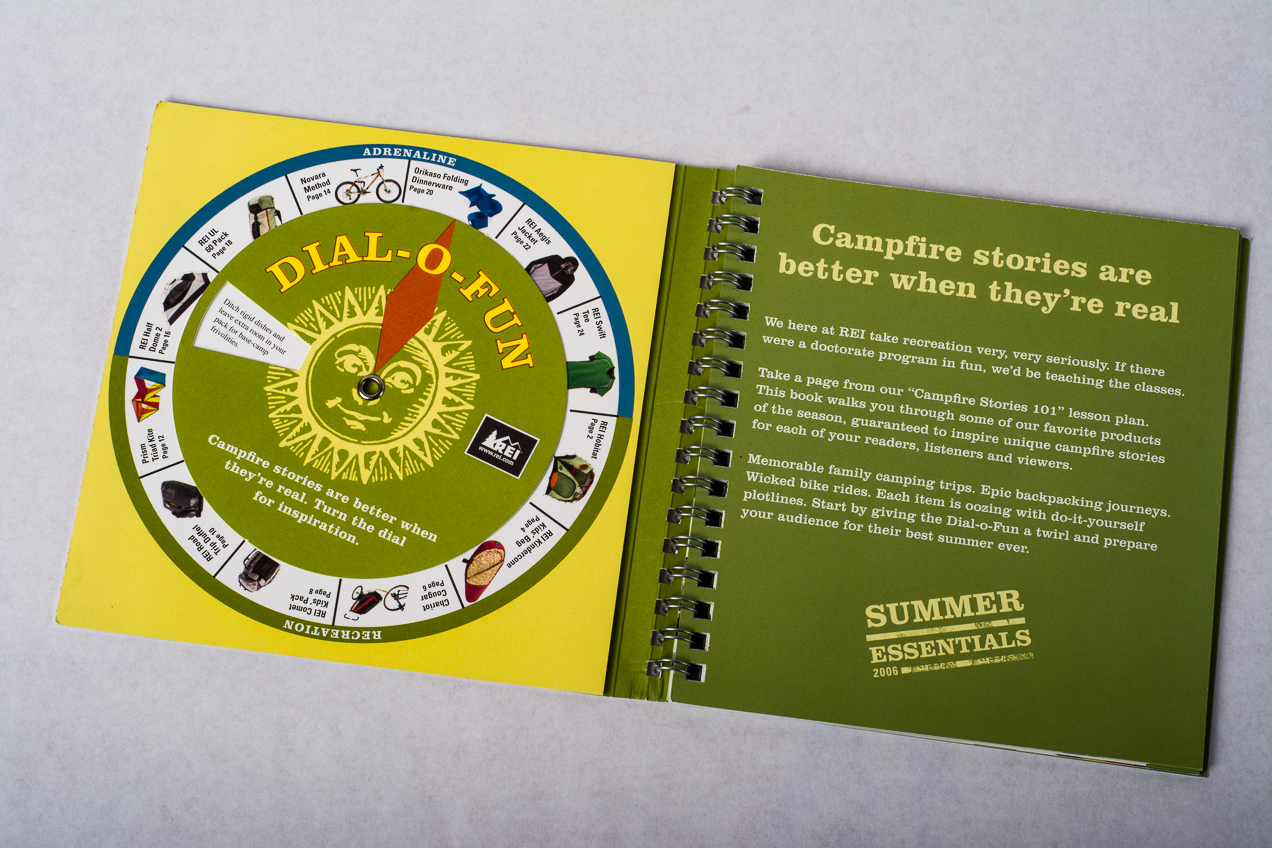 ADRENALINE
Novara
Method
Page 14
Orikaso Folding
Dinnerware
Page 20
REI Aegis
Jacket
Page 22
REI Swift
Tee
Page 24
REI Hobitat
Page 2
REI Kindercone
Kids' Bag
Page 4
Chariot
Cougar
Page 6
REI Comet
Kids' Pack
Page 8
REI Road
Trip Duffel
Page 10
Prism
Triad Kite
Page 12
REI Half
Dome 2
Page 16
REI UL
60 Pack
Page 18
RECREATION
DIAL-O-FUN
Ditch rigid dishes and
leave extra room in your
pack for base-camp
frivolities.
REI
www.rei.com
Campfire stories are better when
they're real. Turn the dial
for inspiration.
Campfire stories are
better when they're real
We here at REI take recreation very, very seriously. If there
were a doctorate program in fun, we'd be teaching the classes.
Take a page from our "Campfire Stories 101" lesson plan.
This book walks you through some of our favorite products
of the season, guaranteed to inspire unique campfire stories
for each of your readers, listeners and viewers.
Memorable family camping trips. Epic backpacking journeys.
Wicked bike rides. Each item is oozing with do-it-yourself
plotlines. Start by giving the Dial-o-Fun a twirl and prepare
your audience for their best summer ever.
SUMMER
ESSENTIALS
2006